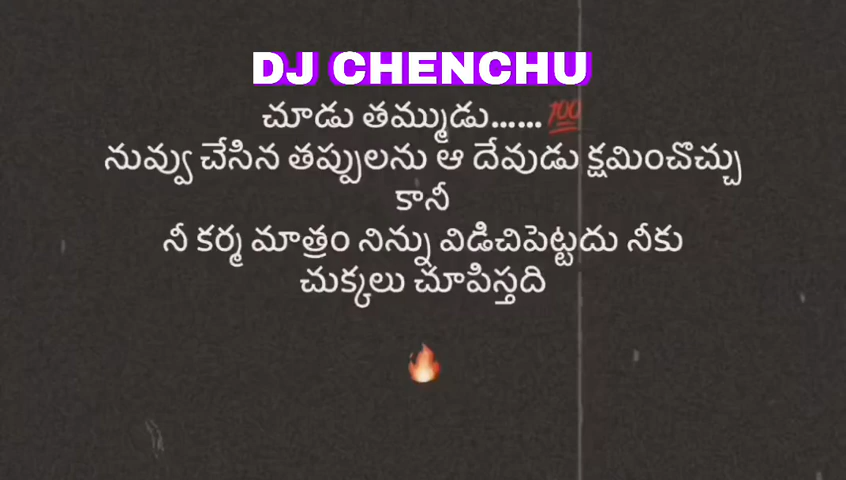 DJ CHENCHU
చూడు తమ్ముడు......💯
నువ్వు చేసిన తప్పులను ఆ దేవుడు క్షమించొచ్చు
కానీ
నీ కర్మ మాత్రం నిన్ను విడిచిపెట్టదు నీకు
చుక్కలు చూపిస్తది
🔥